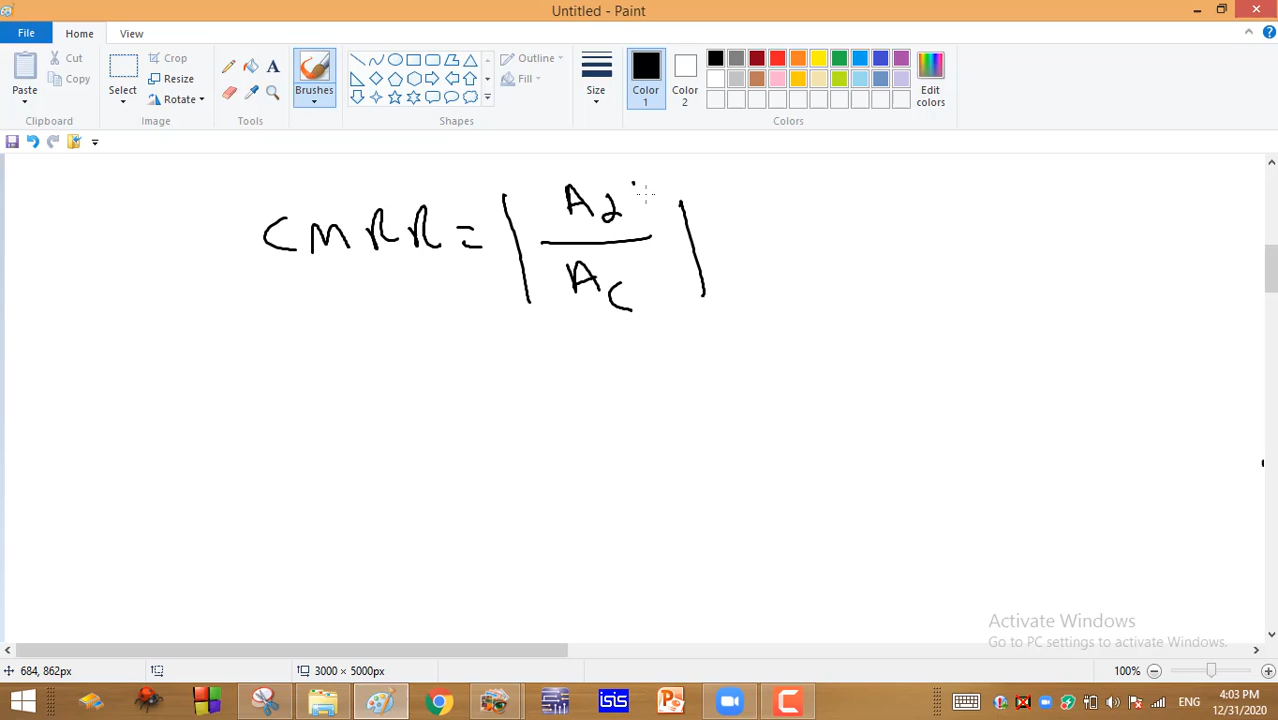 Untitled - Paint
File Home View
Cut
Copy
Paste
Clipboard
Select
Crop
Resize
Rotate
Image
Tools
Brushes
Outline
Fill
Shapes
Size
Color 1
Color 2
Edit colors
Colors
CMRR = | Ad / Ac |
Activate Windows
Go to PC settings to activate Windows.
684, 862px
3000 × 5000px
100%
isis
ENG
4:03 PM
12/31/2020